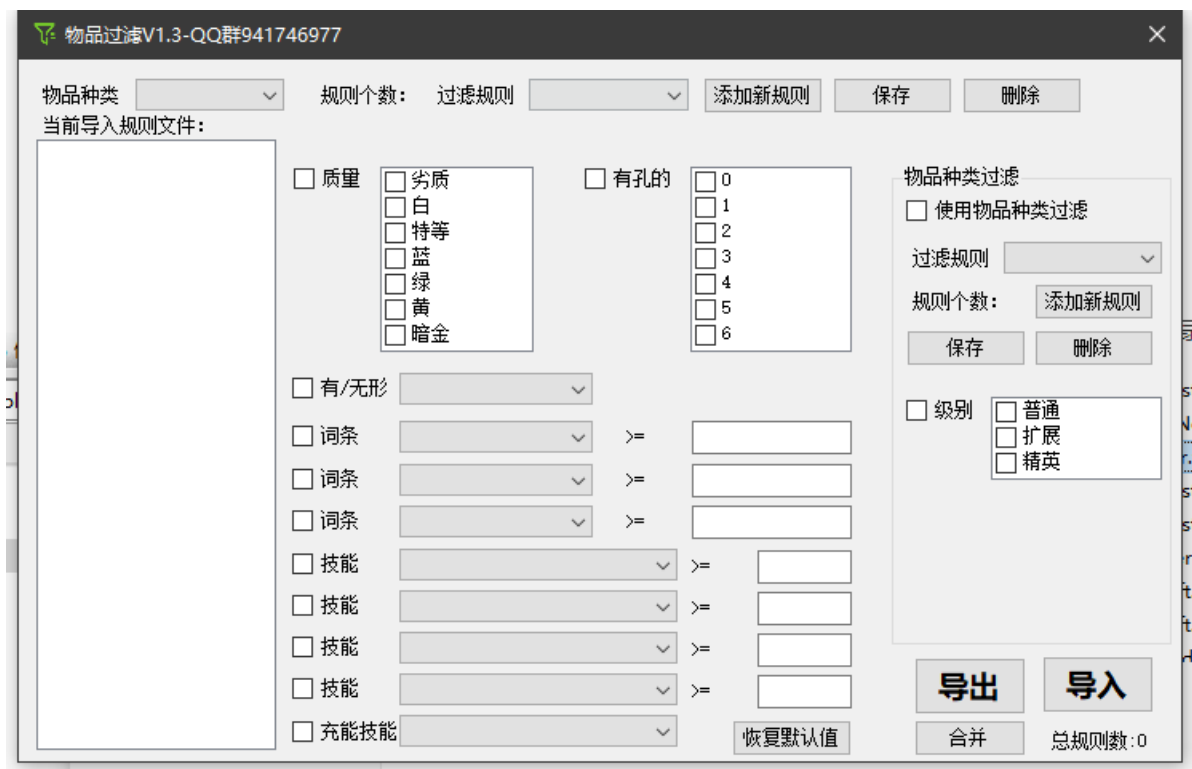 物品过滤V1.3-QQ群941746977
物品种类 规则个数： 过滤规则 添加新规则 保存 删除
当前导入规则文件：
质量
劣质
白
特等
蓝
绿
黄
暗金
有孔的
0
1
2
3
4
5
6
有/无形
词条 >=
词条 >=
词条 >=
技能 >=
技能 >=
技能 >=
技能 >=
充能技能
恢复默认值
物品种类过滤
使用物品种类过滤
过滤规则
规则个数： 添加新规则
保存 删除
级别
普通
扩展
精英
导出 导入
合并 总规则数:0